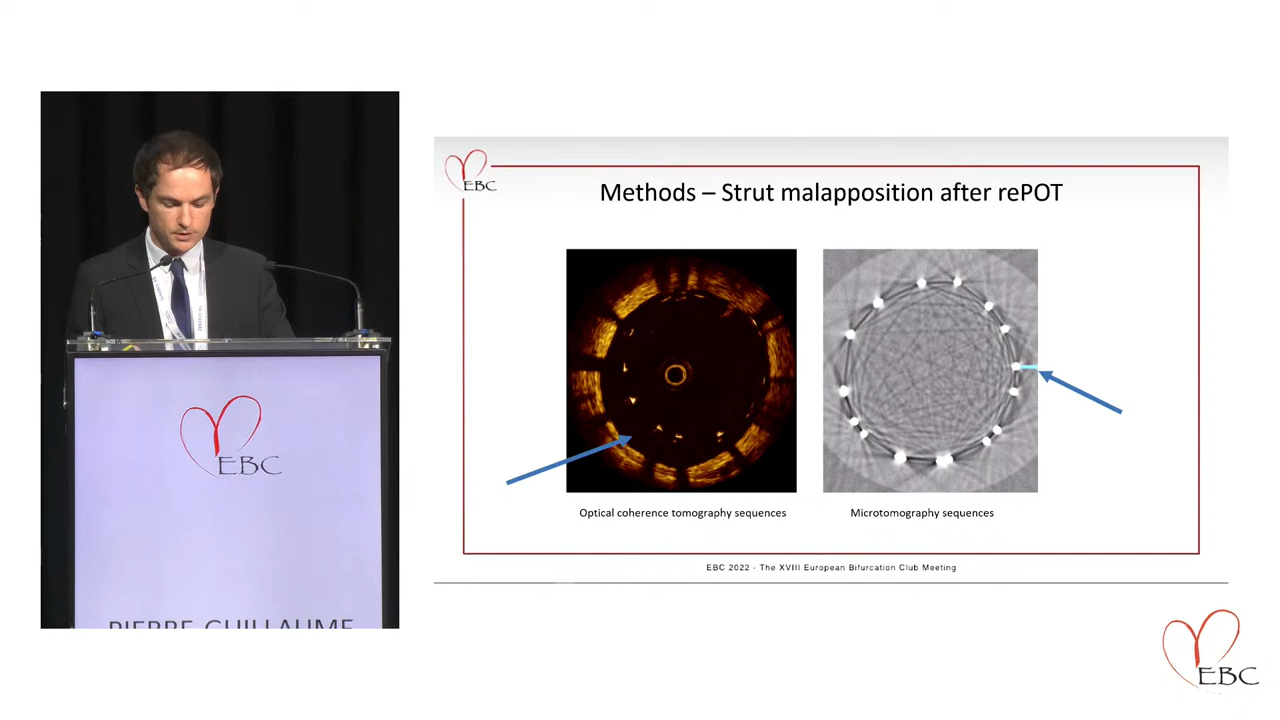 EBC
Methods – Strut malapposition after rePOT
Optical coherence tomography sequences
Microtomography sequences
EBC 2022 - The XVIII European Bifurcation Club Meeting
EBC
PIERRE GUILLAUME
EBC